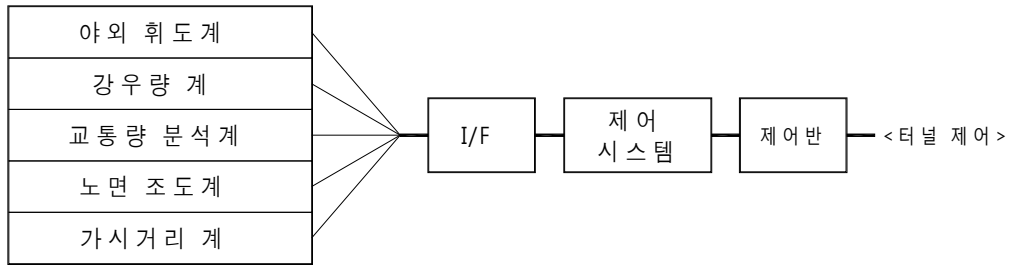 야외 휘도계
강우량 계
교통량 분석계
노면 조도계
가시거리 계
I/F
제어
시스템
제어반
<터널 제어>